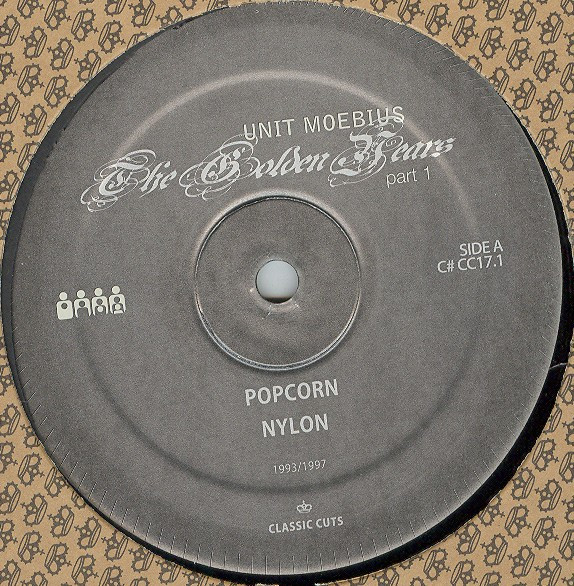 UNIT MOEBIUS
The Golden Years
part 1
SIDE A
C# CC17.1
POPCORN
NYLON
1993/1997
CLASSIC CUTS